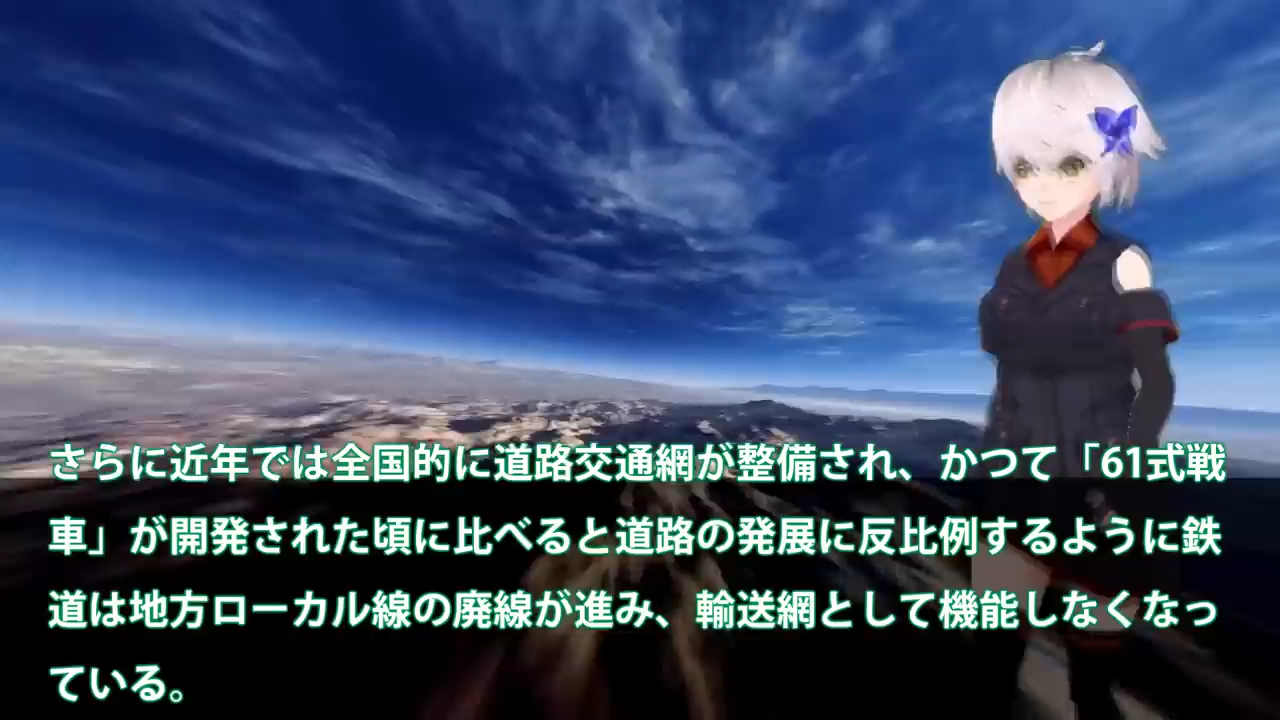 さらに近年では全国的に道路交通網が整備され、かつて「61式戦
車」が開発された頃に比べると道路の発展に反比例するように鉄
道は地方ローカル線の廃線が進み、輸送網として機能しなくなっ
ている。